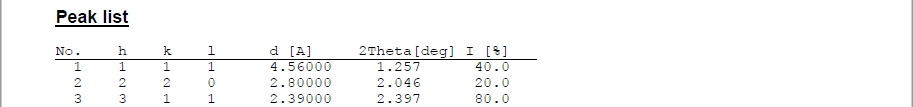 Peak list
No. h k l d [A] 2Theta[deg] I [%]
1 1 1 1 4.56000 1.257 40.0
2 2 2 0 2.80000 2.046 20.0
3 3 1 1 2.39000 2.397 80.0